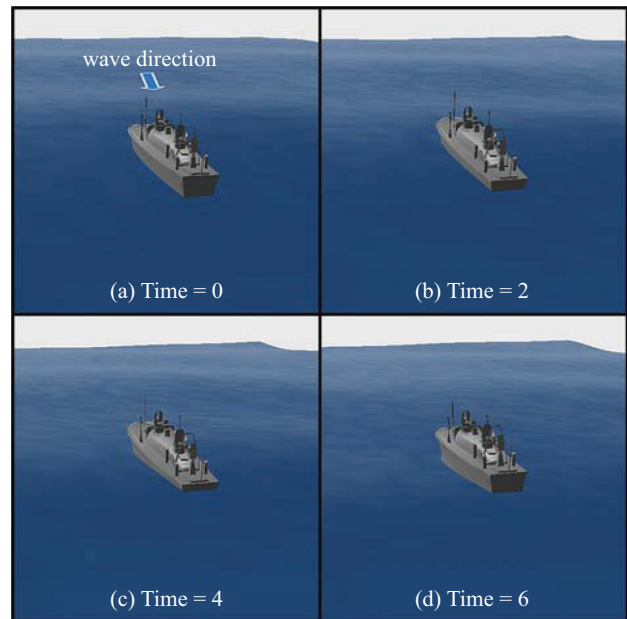 wave direction
(a) Time = 0
(b) Time = 2
(c) Time = 4
(d) Time = 6